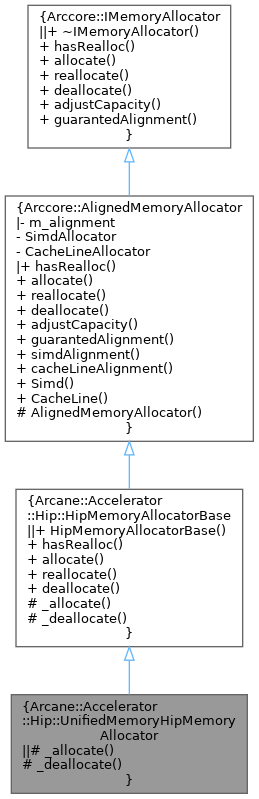 {Arccore::IMemoryAllocator
||+ ~IMemoryAllocator()
+ hasRealloc()
+ allocate()
+ reallocate()
+ deallocate()
+ adjustCapacity()
+ guarantedAlignment()
}
{Arccore::AlignedMemoryAllocator
|- m_alignment
- SimdAllocator
- CacheLineAllocator
|+ hasRealloc()
+ allocate()
+ reallocate()
+ deallocate()
+ adjustCapacity()
+ guarantedAlignment()
+ simdAlignment()
+ cacheLineAlignment()
+ Simd()
+ CacheLine()
# AlignedMemoryAllocator()
}
{Arcane::Accelerator
::Hip::HipMemoryAllocatorBase
||+ HipMemoryAllocatorBase()
+ hasRealloc()
+ allocate()
+ reallocate()
+ deallocate()
# _allocate()
# _deallocate()
}
{Arcane::Accelerator
::Hip::UnifiedMemoryHipMemory
Allocator
||# _allocate()
# _deallocate()
}